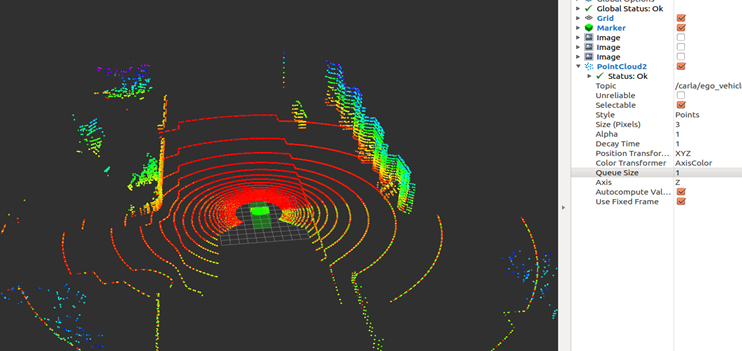 Global Options
Global Status: Ok
Grid
Marker
Image
Image
Image
PointCloud2
Status: Ok
Topic /carla/ego_vehicl
Unreliable
Selectable
Style Points
Size (Pixels) 3
Alpha 1
Decay Time 1
Position Transfor... XYZ
Color Transformer AxisColor
Queue Size 1
Axis Z
Autocompute Val...
Use Fixed Frame